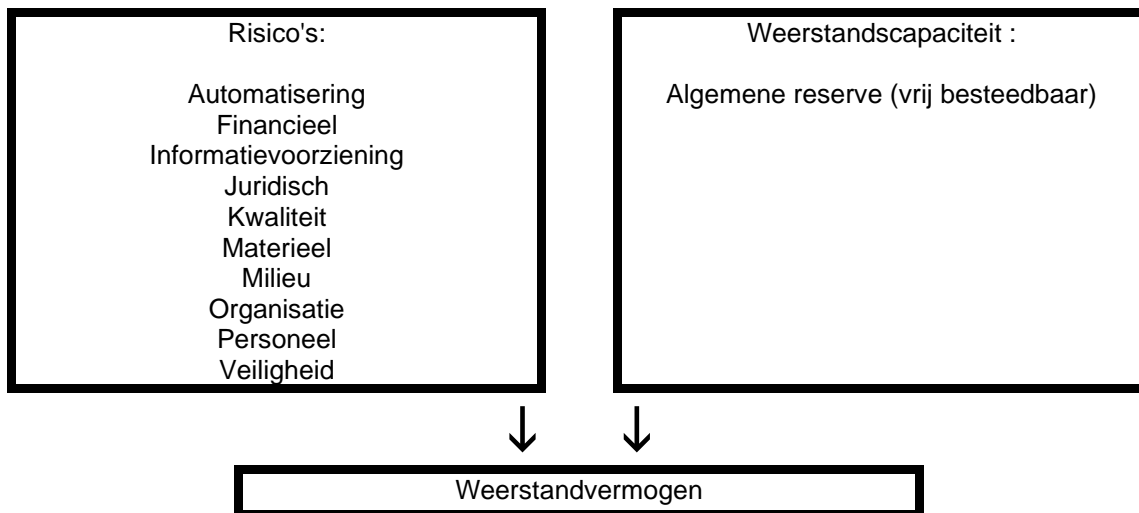 Risico's:
Automatisering
Financieel
Informatievoorziening
Juridisch
Kwaliteit
Materieel
Milieu
Organisatie
Personeel
Veiligheid
Weerstandscapaciteit :
Algemene reserve (vrij besteedbaar)
Weerstandvermogen